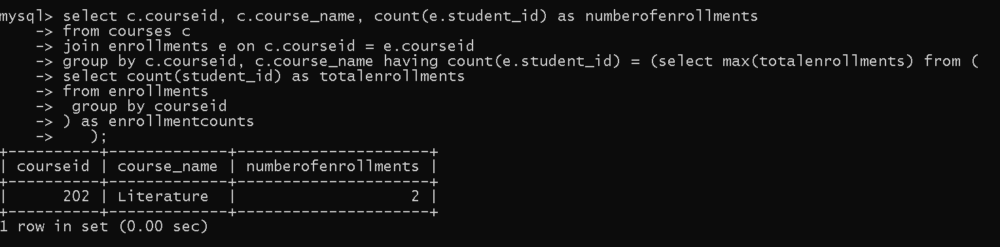 mysql> select c.courseid, c.course_name, count(e.student_id) as numberofenrollments
    -> from courses c
    -> join enrollments e on c.courseid = e.courseid
    -> group by c.courseid, c.course_name having count(e.student_id) = (select max(totalenrollments) from (
    -> select count(student_id) as totalenrollments
    -> from enrollments
    ->  group by courseid
    -> ) as enrollmentcounts
    ->    );
+----------+-------------+---------------------+
| courseid | course_name | numberofenrollments |
+----------+-------------+---------------------+
|      202 | Literature  |                   2 |
+----------+-------------+---------------------+
1 row in set (0.00 sec)